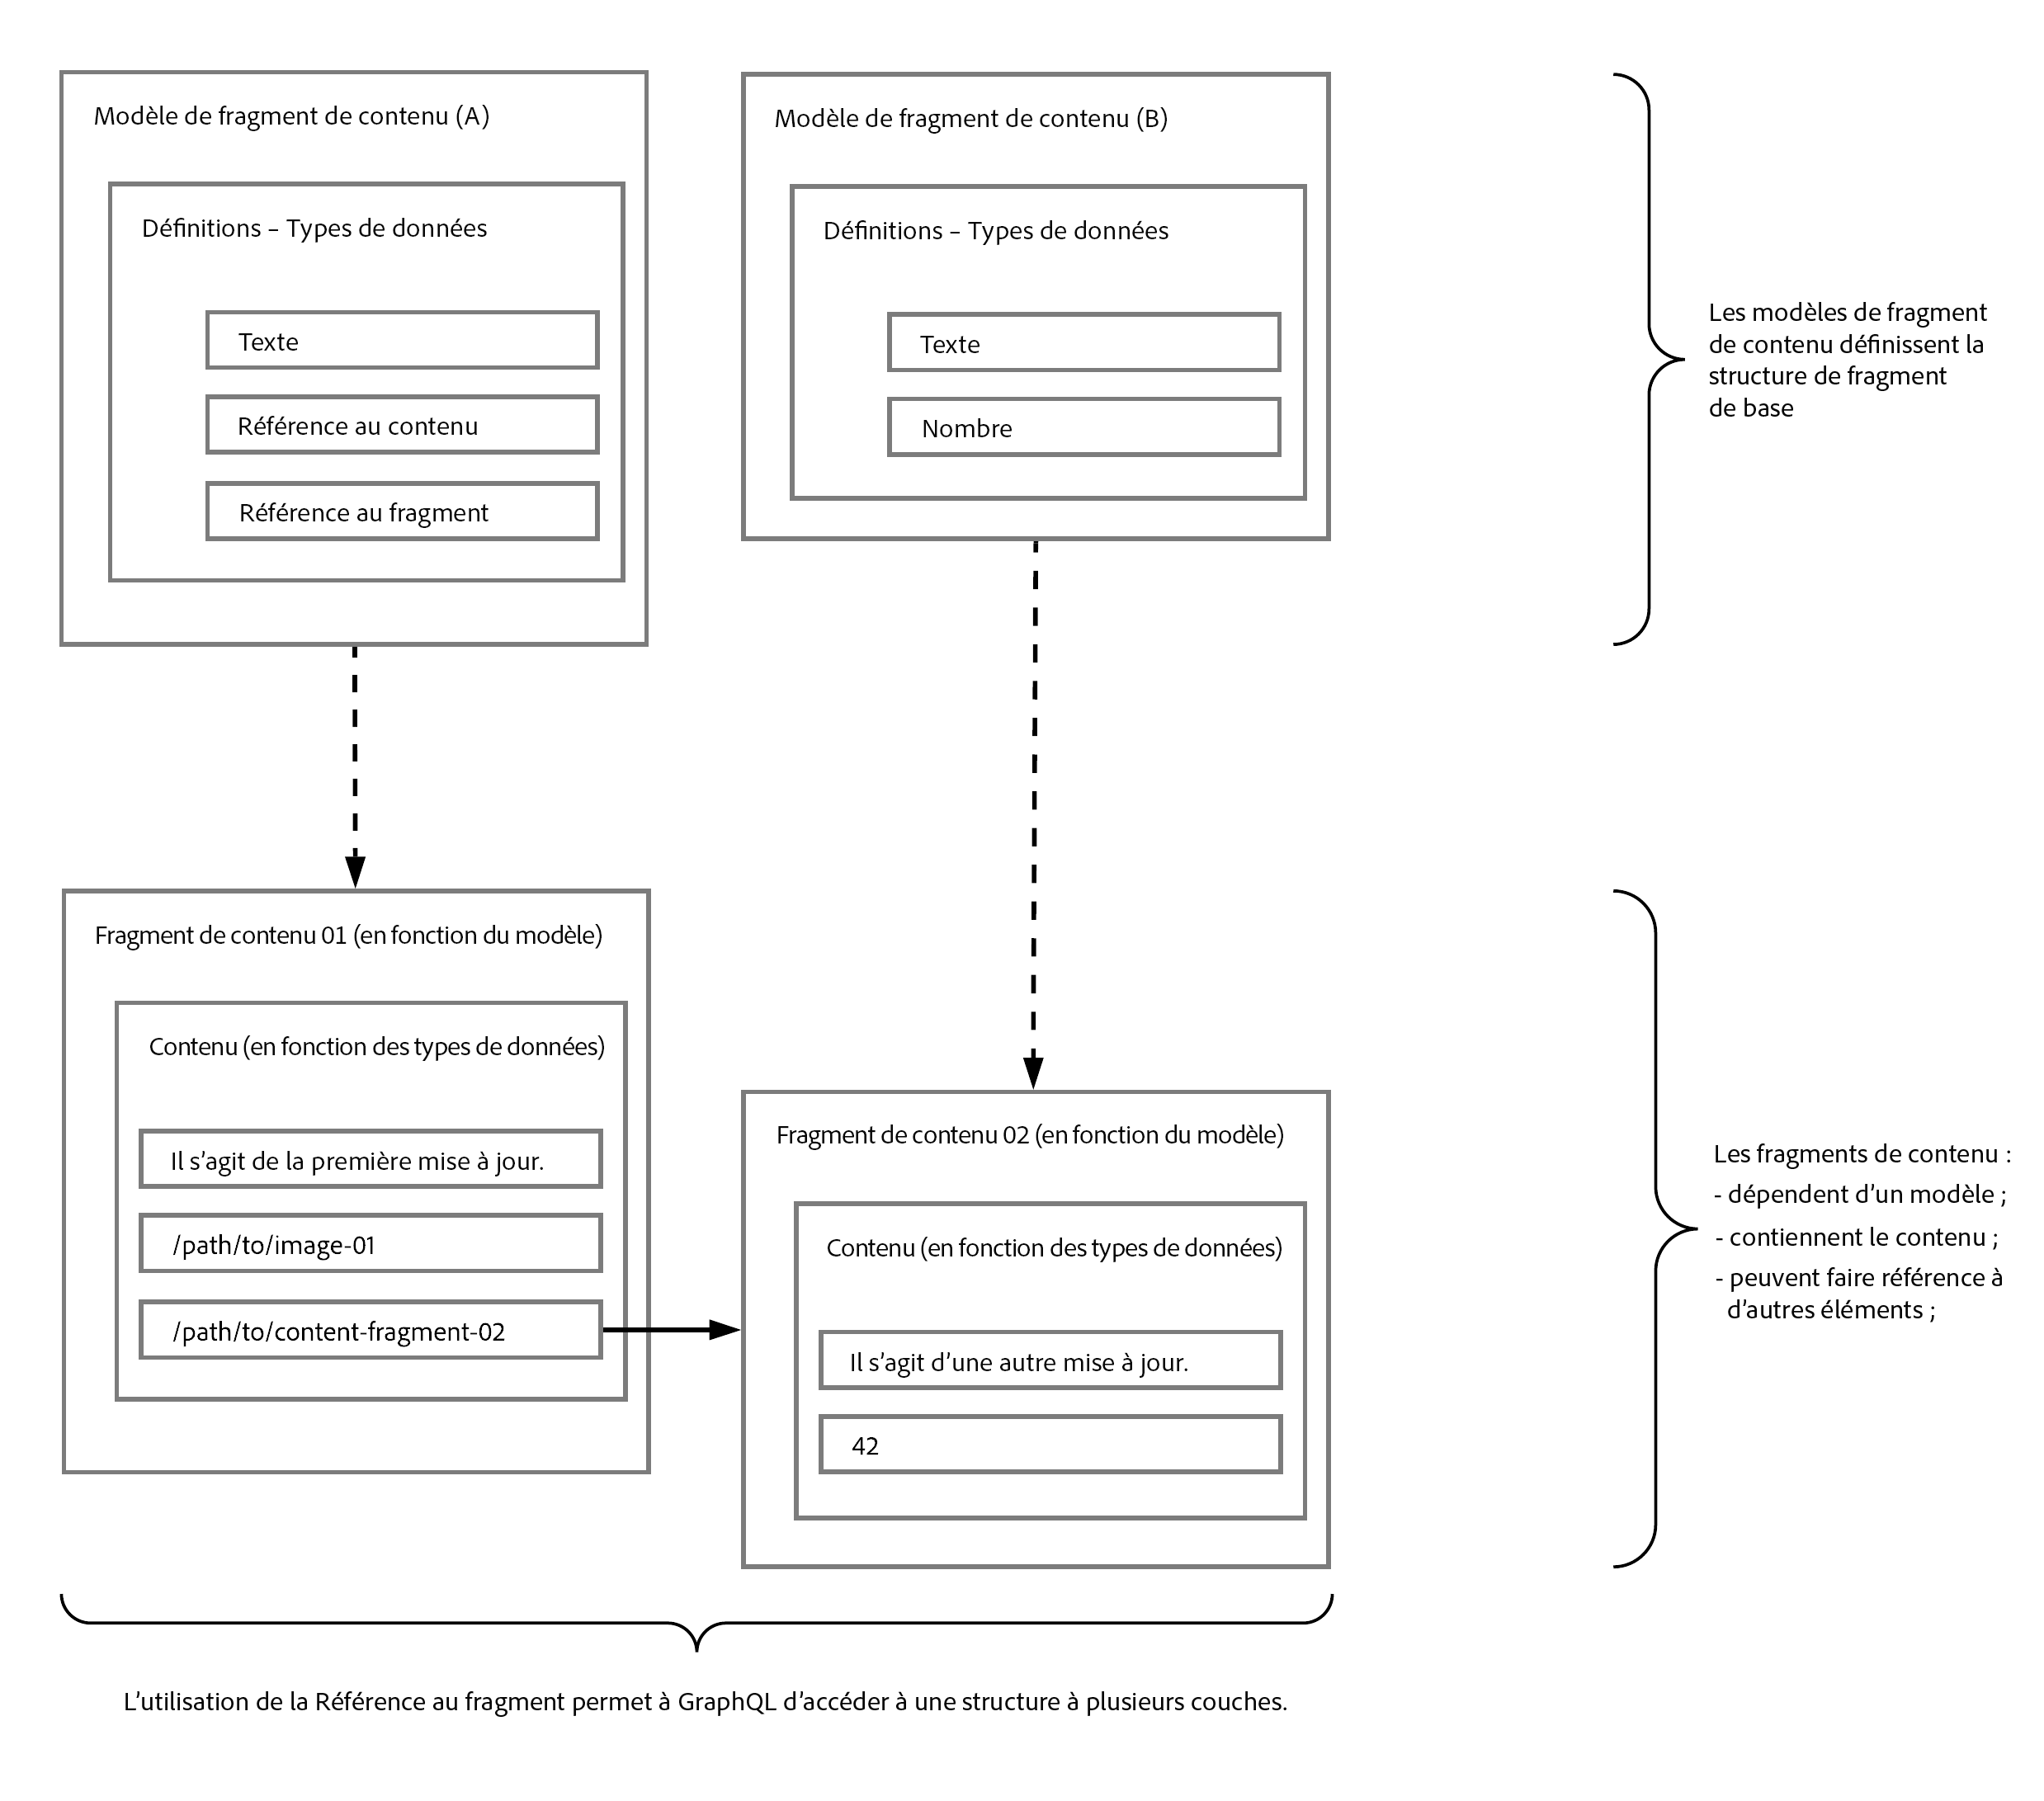 Modèle de fragment de contenu (A)
Définitions – Types de données
Texte
Référence au contenu
Référence au fragment
Modèle de fragment de contenu (B)
Définitions – Types de données
Texte
Nombre
Les modèles de fragment
de contenu définissent la
structure de fragment
de base
Fragment de contenu 01 (en fonction du modèle)
Contenu (en fonction des types de données)
Il s’agit de la première mise à jour.
/path/to/image-01
/path/to/content-fragment-02
Fragment de contenu 02 (en fonction du modèle)
Contenu (en fonction des types de données)
Il s’agit d’une autre mise à jour.
42
Les fragments de contenu :
- dépendent d’un modèle ;
- contiennent le contenu ;
- peuvent faire référence à
d’autres éléments ;
L’utilisation de la Référence au fragment permet à GraphQL d’accéder à une structure à plusieurs couches.